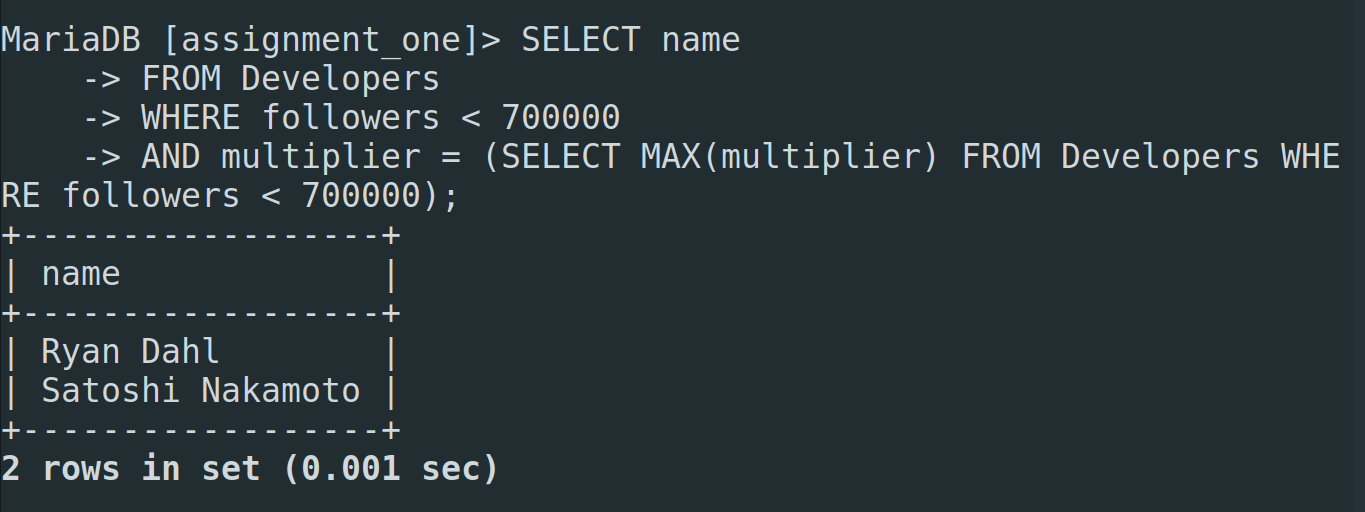 MariaDB [assignment_one]> SELECT name
    -> FROM Developers
    -> WHERE followers < 700000
    -> AND multiplier = (SELECT MAX(multiplier) FROM Developers WHE
RE followers < 700000);
+------------------+
| name             |
+------------------+
| Ryan Dahl        |
| Satoshi Nakamoto |
+------------------+
2 rows in set (0.001 sec)